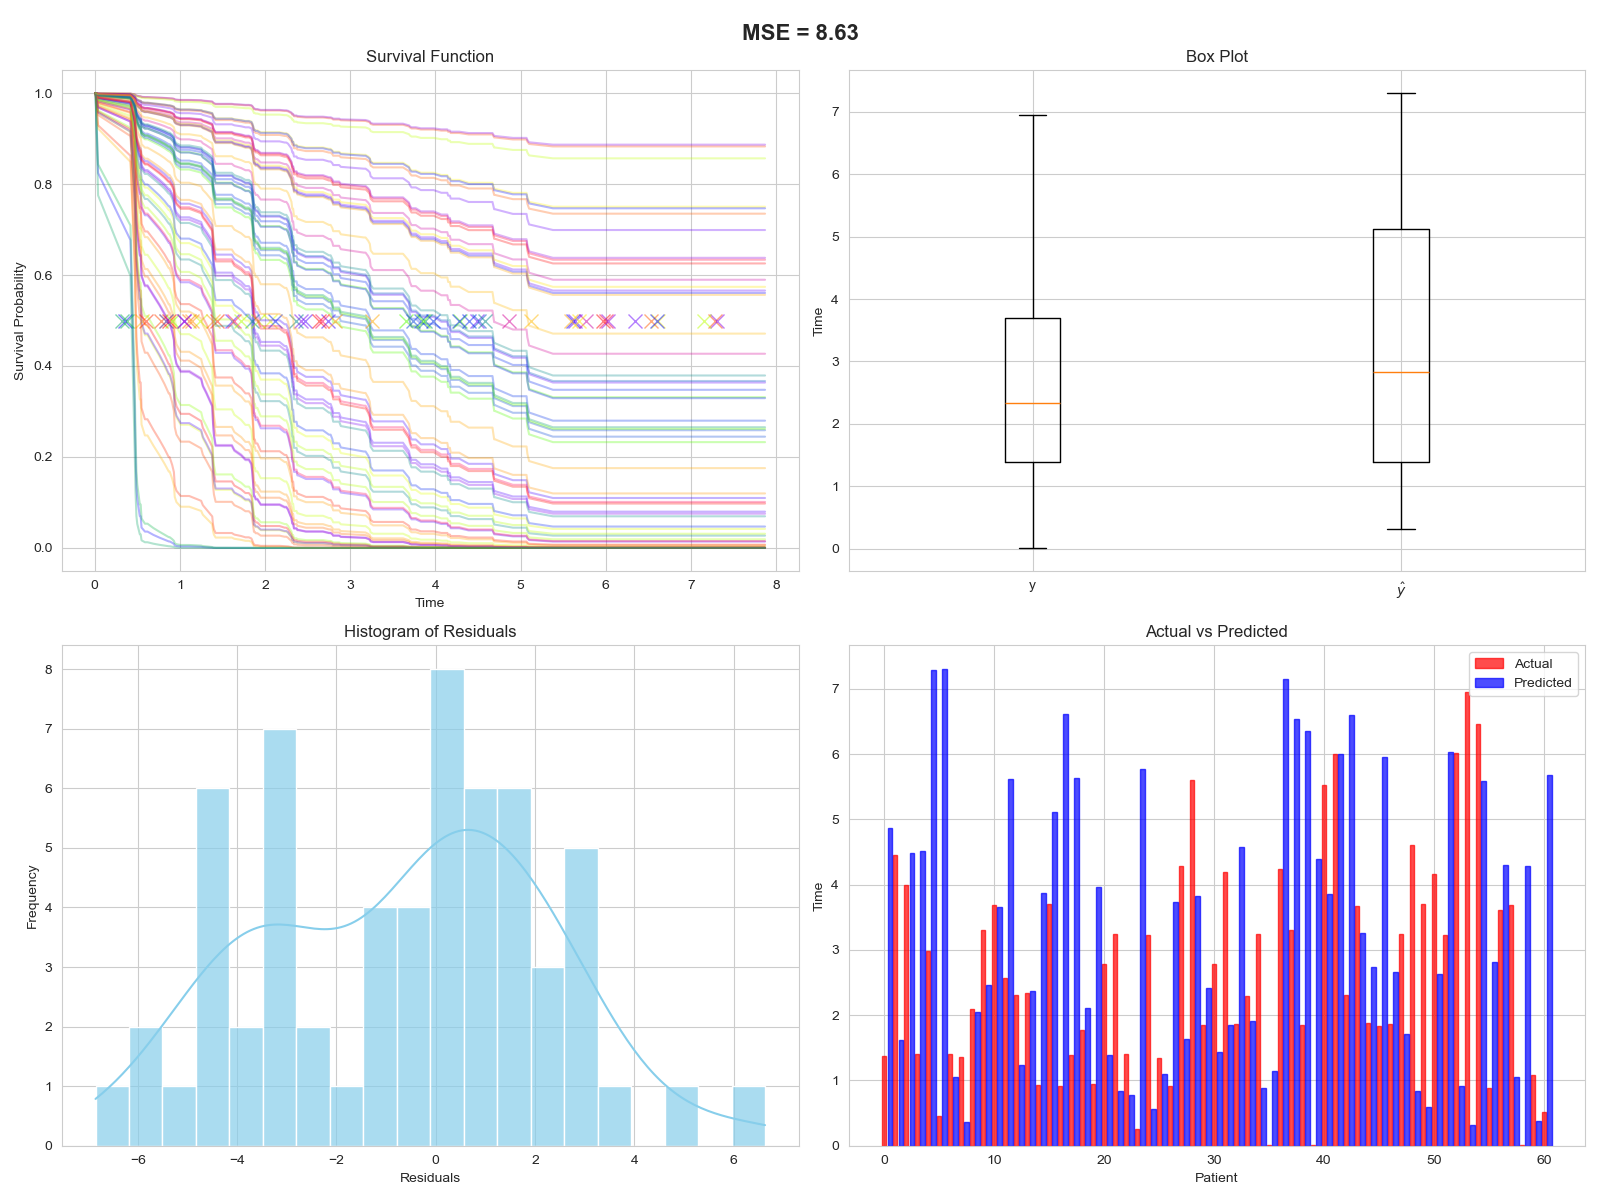 MSE = 8.63
Survival Function
Survival Probability
1.0
0.8
0.6
0.4
0.2
0.0
0 1 2 3 4 5 6 7 8
Time
Box Plot
Time
7
6
5
4
3
2
1
0
y ŷ
Histogram of Residuals
Frequency
8
7
6
5
4
3
2
1
0
−6 −4 −2 0 2 4 6
Residuals
Actual vs Predicted
Actual
Predicted
Time
7
6
5
4
3
2
1
0
0 10 20 30 40 50 60
Patient